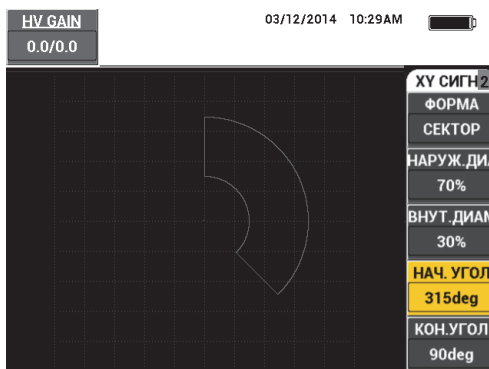 HV GAIN
0.0/0.0
03/12/2014 10:29AM
XY СИГН 2
ФОРМА
СЕКТОР
НАРУЖ.ДИА
70%
ВНУТ.ДИАМ
30%
НАЧ. УГОЛ
315deg
КОН.УГОЛ
90deg